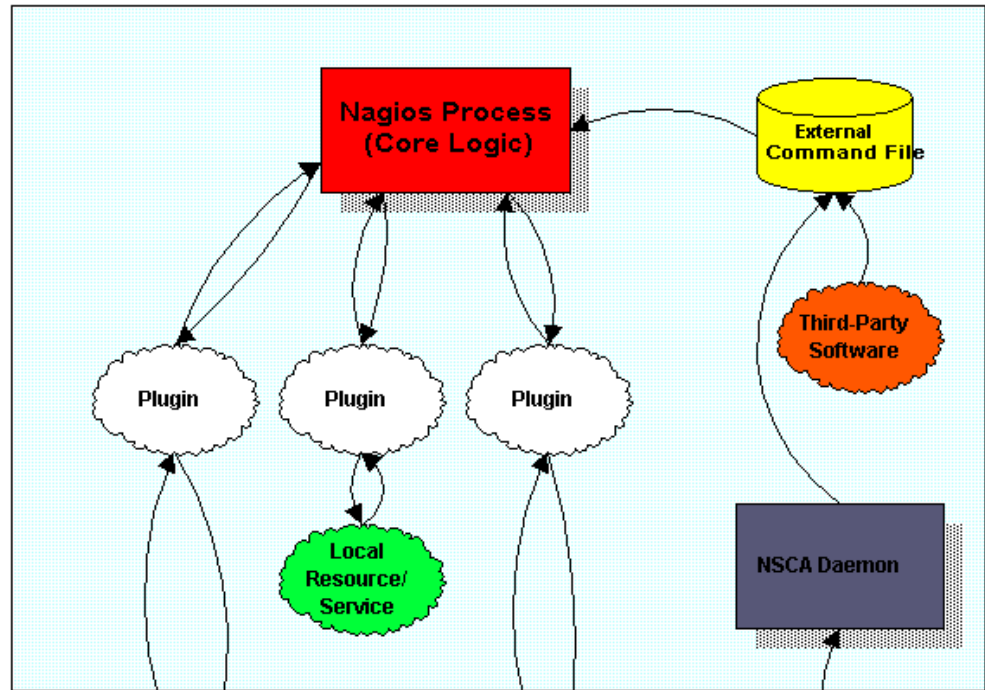 Nagios Process
(Core Logic)
External
Command File
Third-Party
Software
Plugin
Plugin
Plugin
Local
Resource/
Service
NSCA Daemon